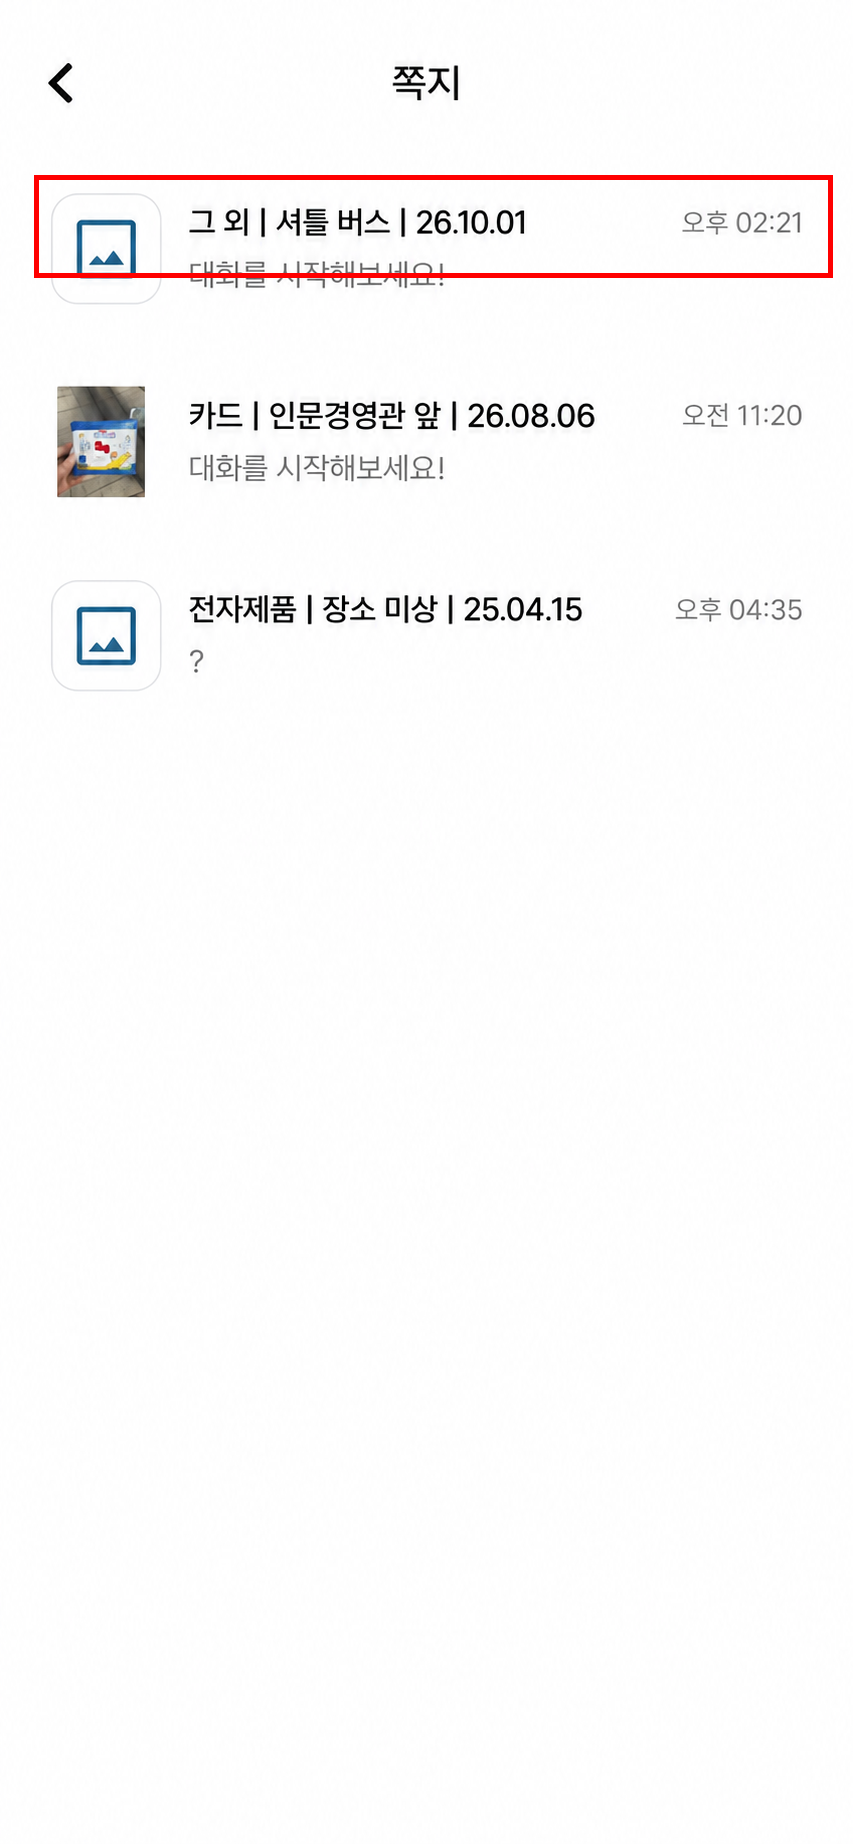 쪽지
그 외 | 셔틀 버스 | 26.10.01
오후 02:21
대화를 시작해보세요!
카드 | 인문경영관 앞 | 26.08.06
오전 11:20
대화를 시작해보세요!
전자제품 | 장소 미상 | 25.04.15
오후 04:35
?